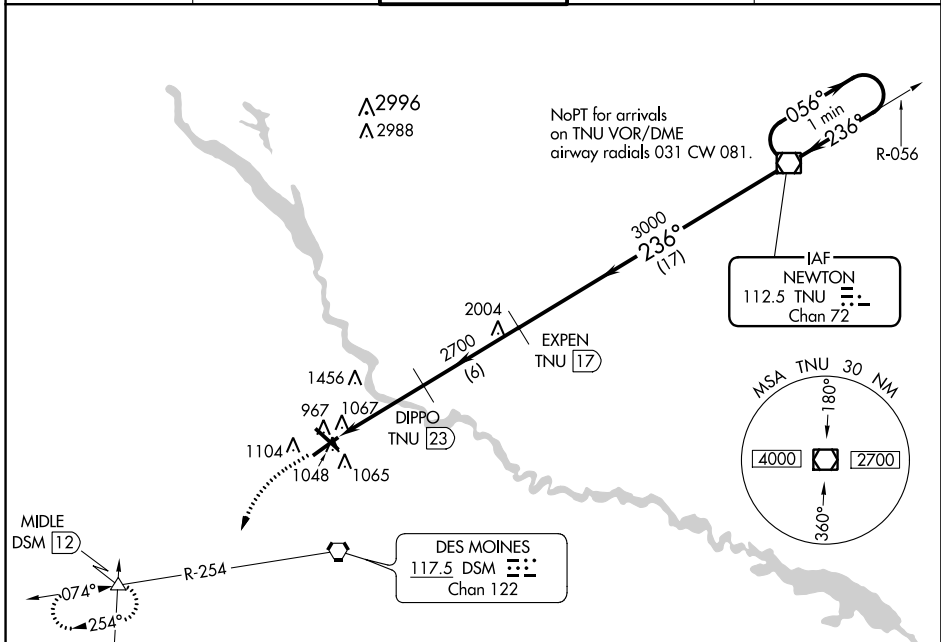 2996
2988
NoPT for arrivals
on TNU VOR/DME
airway radials 031 CW 081.
056°
1 min
236°
R-056
3000
236°
(17)
IAF
NEWTON
112.5 TNU
Chan 72
2004
2700
(6)
EXPEN
TNU 17
1456
967
1067
DIPPO
TNU 23
1104
1048
1065
MSA TNU 30 NM
180°
4000
2700
360°
MIDLE
DSM 12
R-254
074°
254°
DES MOINES
117.5 DSM
Chan 122